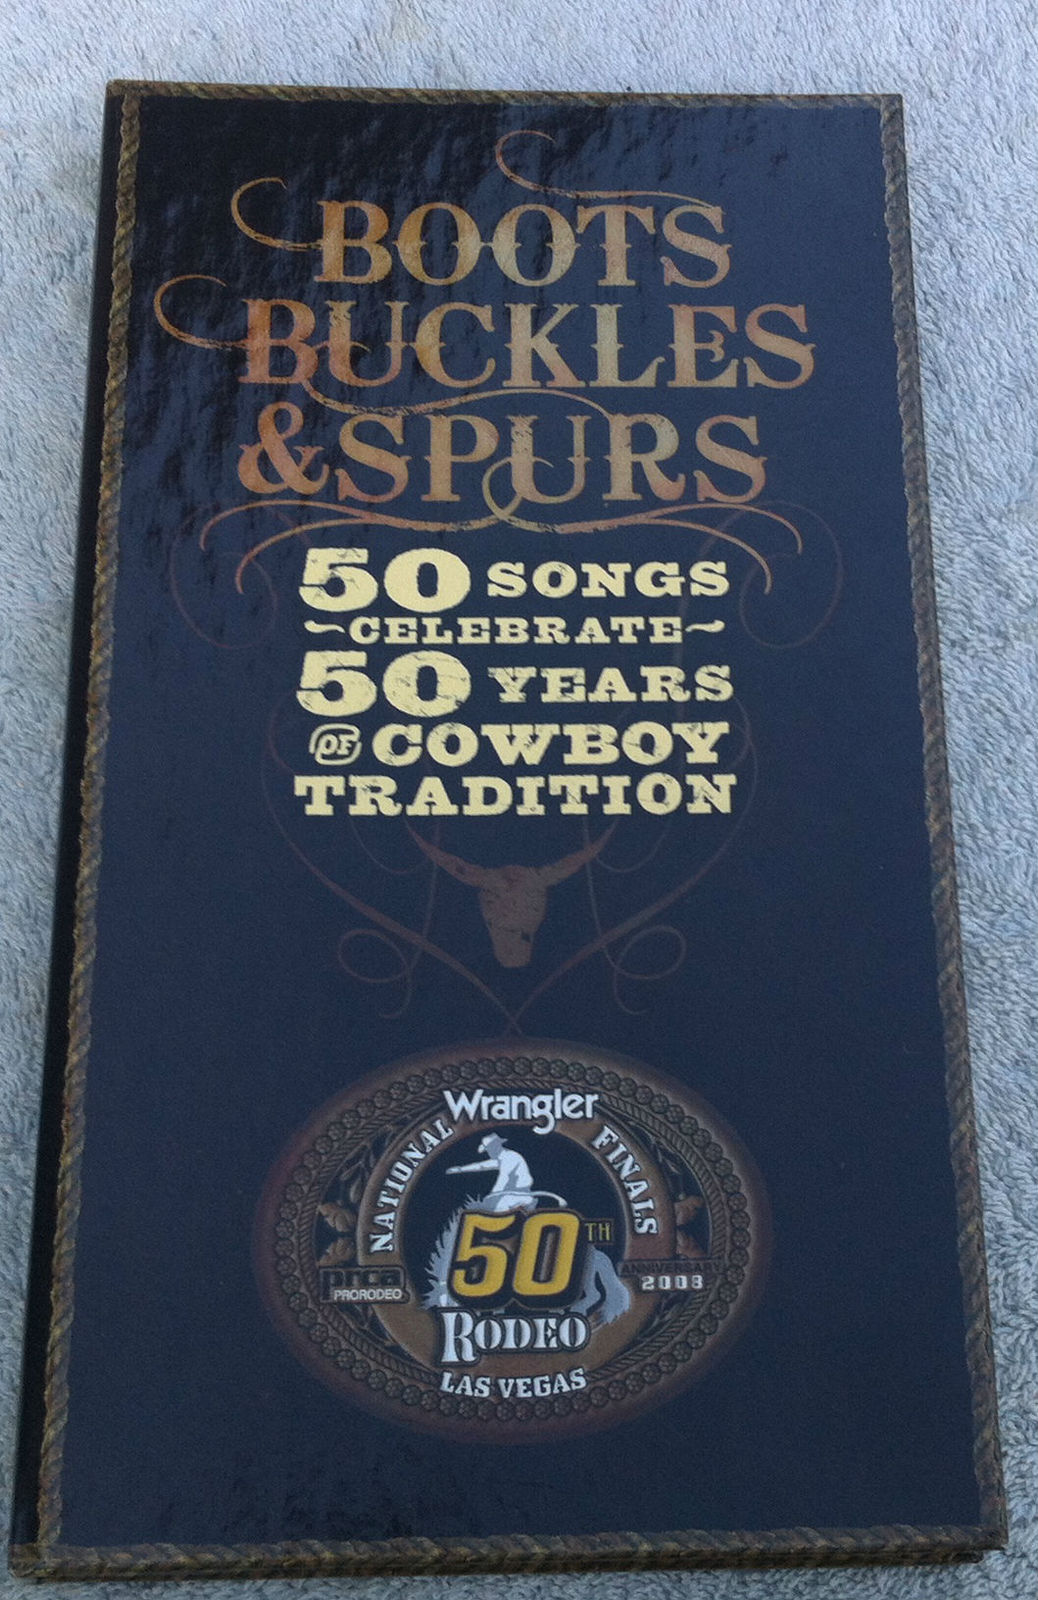 BOOTS
BUCKLES
& SPURS
50 SONGS
~CELEBRATE~
50 YEARS
OF COWBOY
TRADITION
Wrangler
NATIONAL FINALS
50TH
prca
PRORODEO
ANNIVERSARY
2008
RODEO
LAS VEGAS